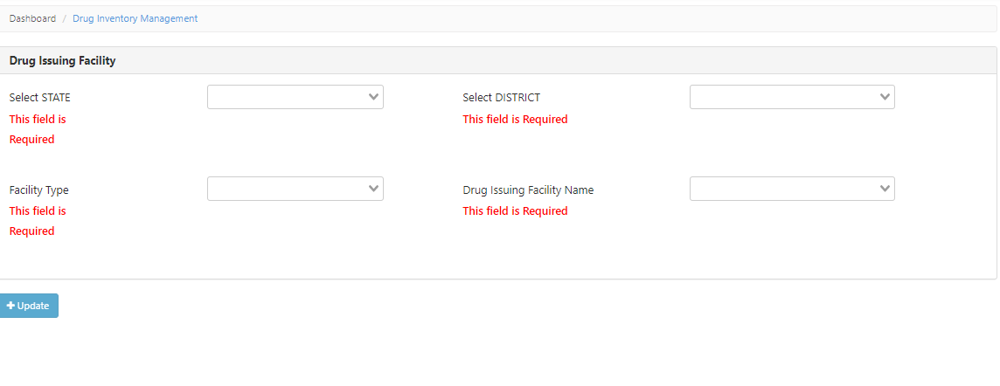 Dashboard / Drug Inventory Management
Drug Issuing Facility
Select STATE
Select DISTRICT
This field is
Required
This field is Required
Facility Type
Drug Issuing Facility Name
This field is
Required
This field is Required
+ Update